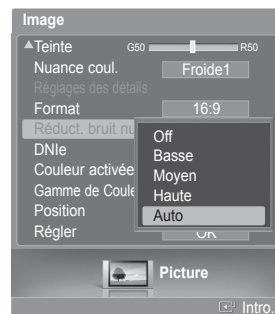 Image
▲Teinte G50 R50
Nuance coul. Froide1
Réglages des détails
Format 16:9
Réduct. bruit nu
Off
DNIe
Basse
Couleur activée
Moyen
Gamme de Coule
Haute
Position
Auto
Régler OK
Picture
Intro.